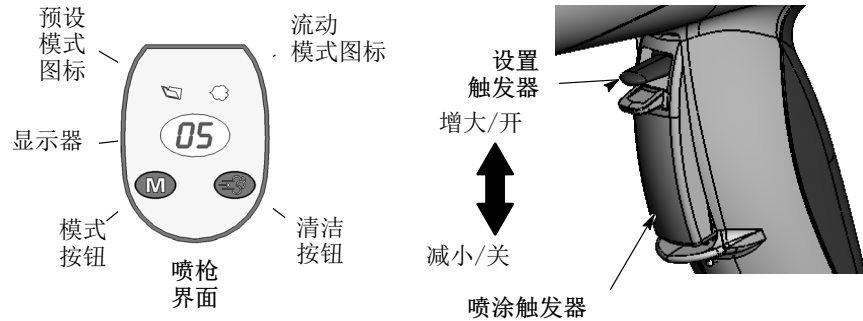 预设
模式
图标
流动
模式图标
显示器
05
M
模式
按钮
清洁
按钮
喷枪
界面
设置
触发器
增大/开
减小/关
喷涂触发器